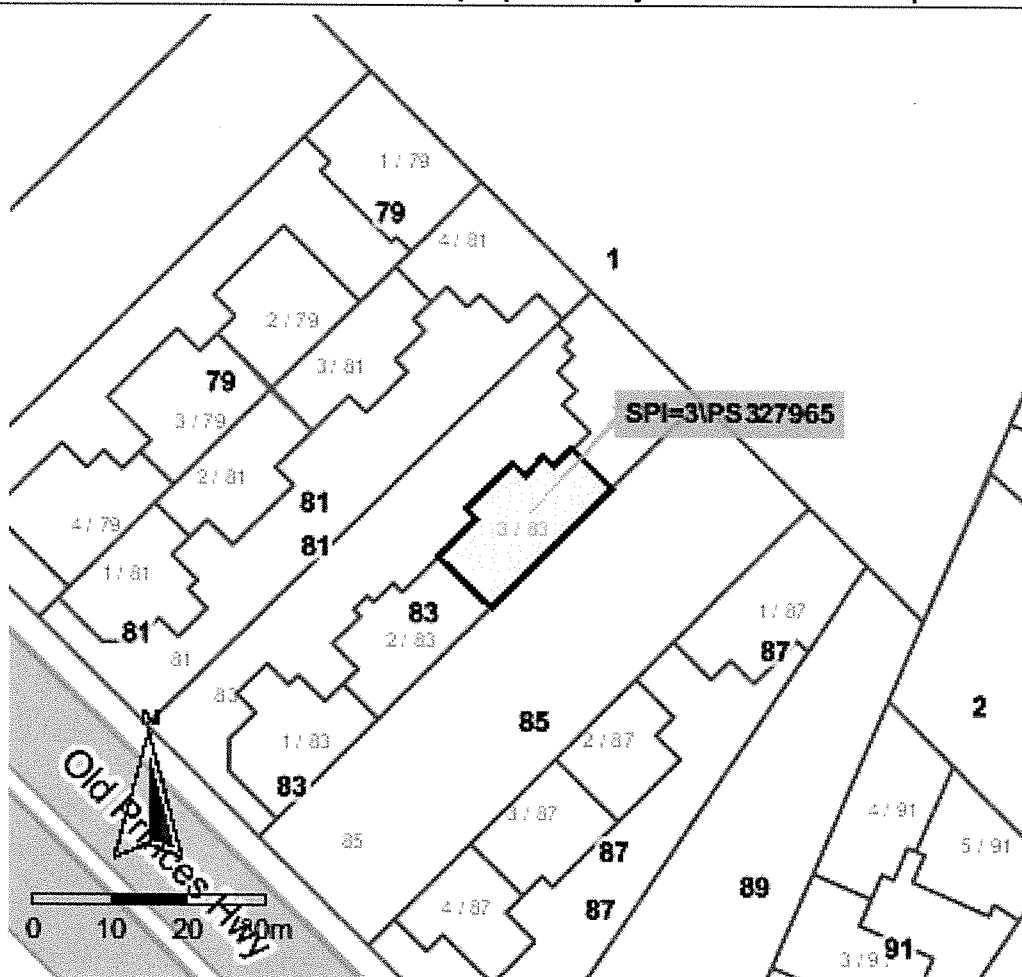 1 / 79
79
4 / 81
1
2 / 79
3 / 81
79
SPI=3\PS327965
3 / 79
2 / 81
81
4 / 79
3 / 83
81
1 / 81
83
1 / 87
81
2 / 83
87
81
83
85
2
N
1 / 83
2 / 87
83
Old Princes Hwy
3 / 87
4 / 91
85
5 / 91
87
89
4 / 87
87
91
0 10 20 30m